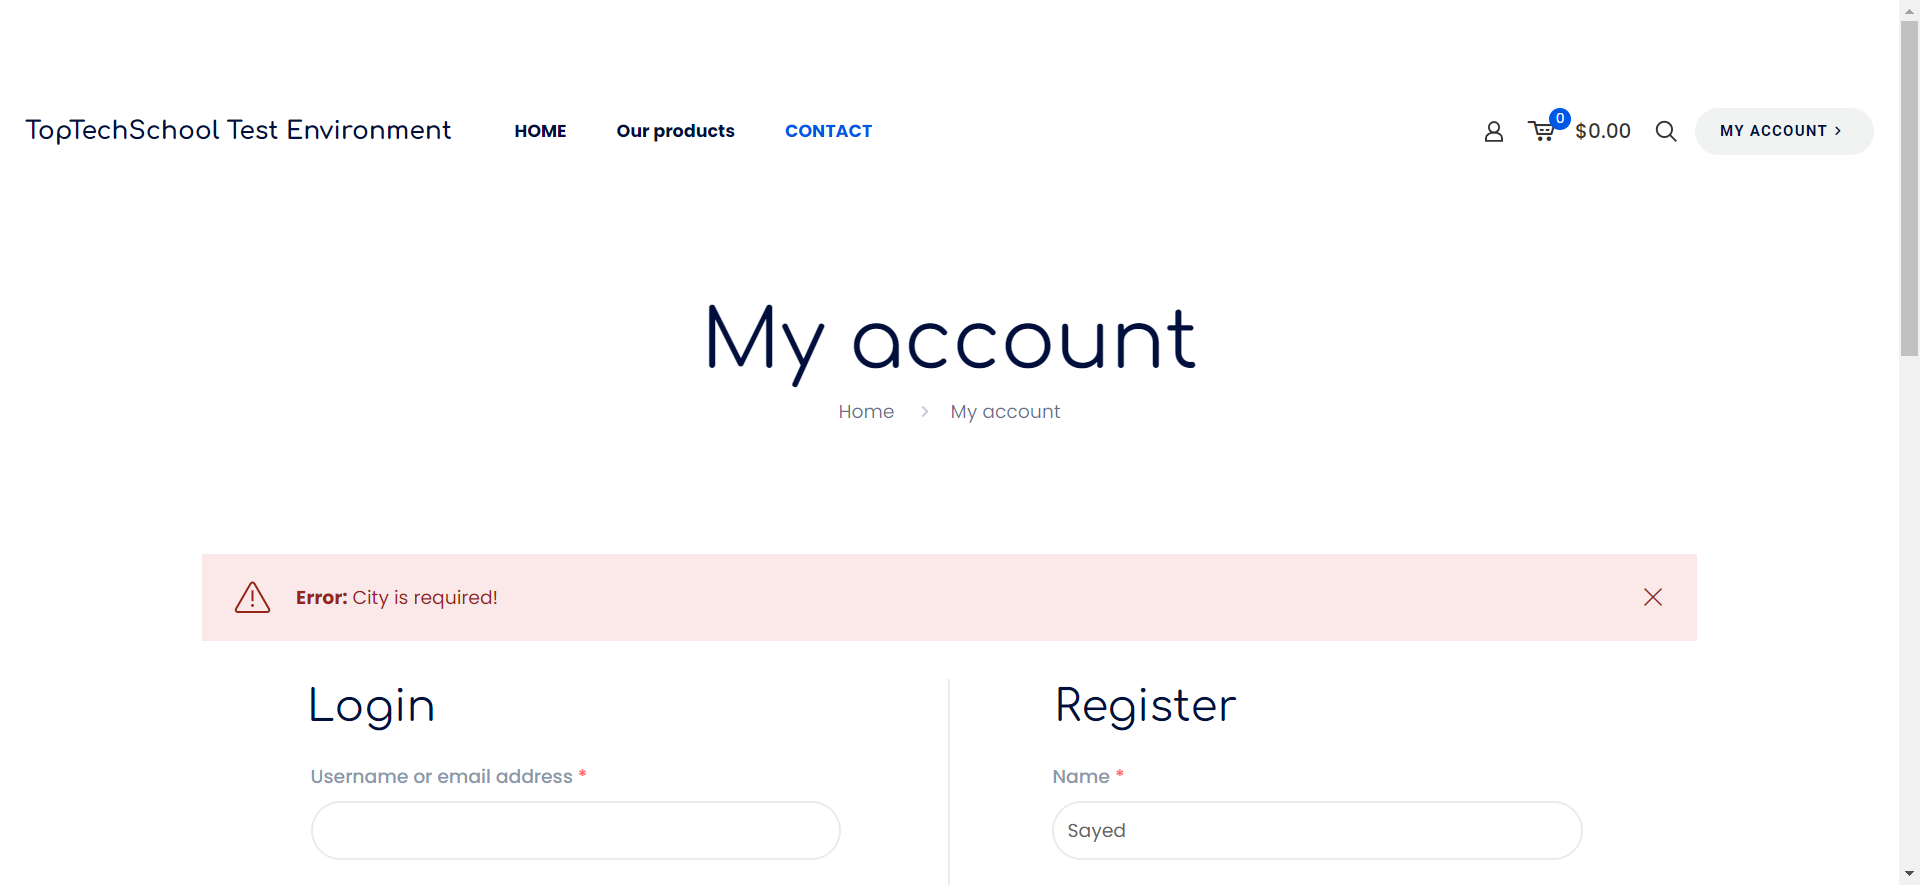 TopTechSchool Test Environment
HOME
Our products
CONTACT
0
$0.00
MY ACCOUNT
My account
Home
My account
Error: City is required!
Login
Register
Username or email address *
Name *
Sayed